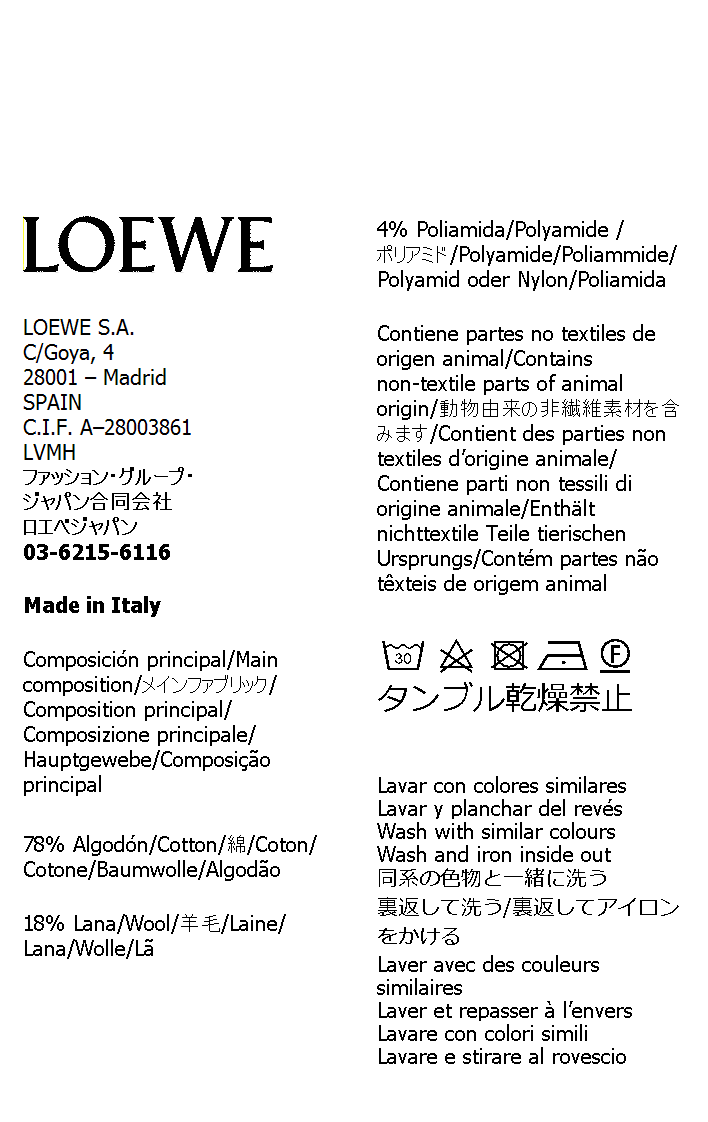 LOEWE
LOEWE S.A.
C/Goya, 4
28001 – Madrid
SPAIN
C.I.F. A–28003861
LVMH
ファッション・グループ・
ジャパン合同会社
ロエベジャパン
03-6215-6116
Made in Italy
Composición principal/Main
composition/メインファブリック/
Composition principal/
Composizione principale/
Hauptgewebe/Composição
principal
78% Algodón/Cotton/綿/Coton/
Cotone/Baumwolle/Algodão
18% Lana/Wool/羊毛/Laine/
Lana/Wolle/Lã
4% Poliamida/Polyamide /
ポリアミド/Polyamide/Poliammide/
Polyamid oder Nylon/Poliamida
Contiene partes no textiles de
origen animal/Contains
non-textile parts of animal
origin/動物由来の非繊維素材を含
みます/Contient des parties non
textiles d’origine animale/
Contiene parti non tessili di
origine animale/Enthält
nichttextile Teile tierischen
Ursprungs/Contém partes não
têxteis de origem animal
30 F
タンブル乾燥禁止
Lavar con colores similares
Lavar y planchar del revés
Wash with similar colours
Wash and iron inside out
同系の色物と一緒に洗う
裏返して洗う/裏返してアイロン
をかける
Laver avec des couleurs
similaires
Laver et repasser à l’envers
Lavare con colori simili
Lavare e stirare al rovescio